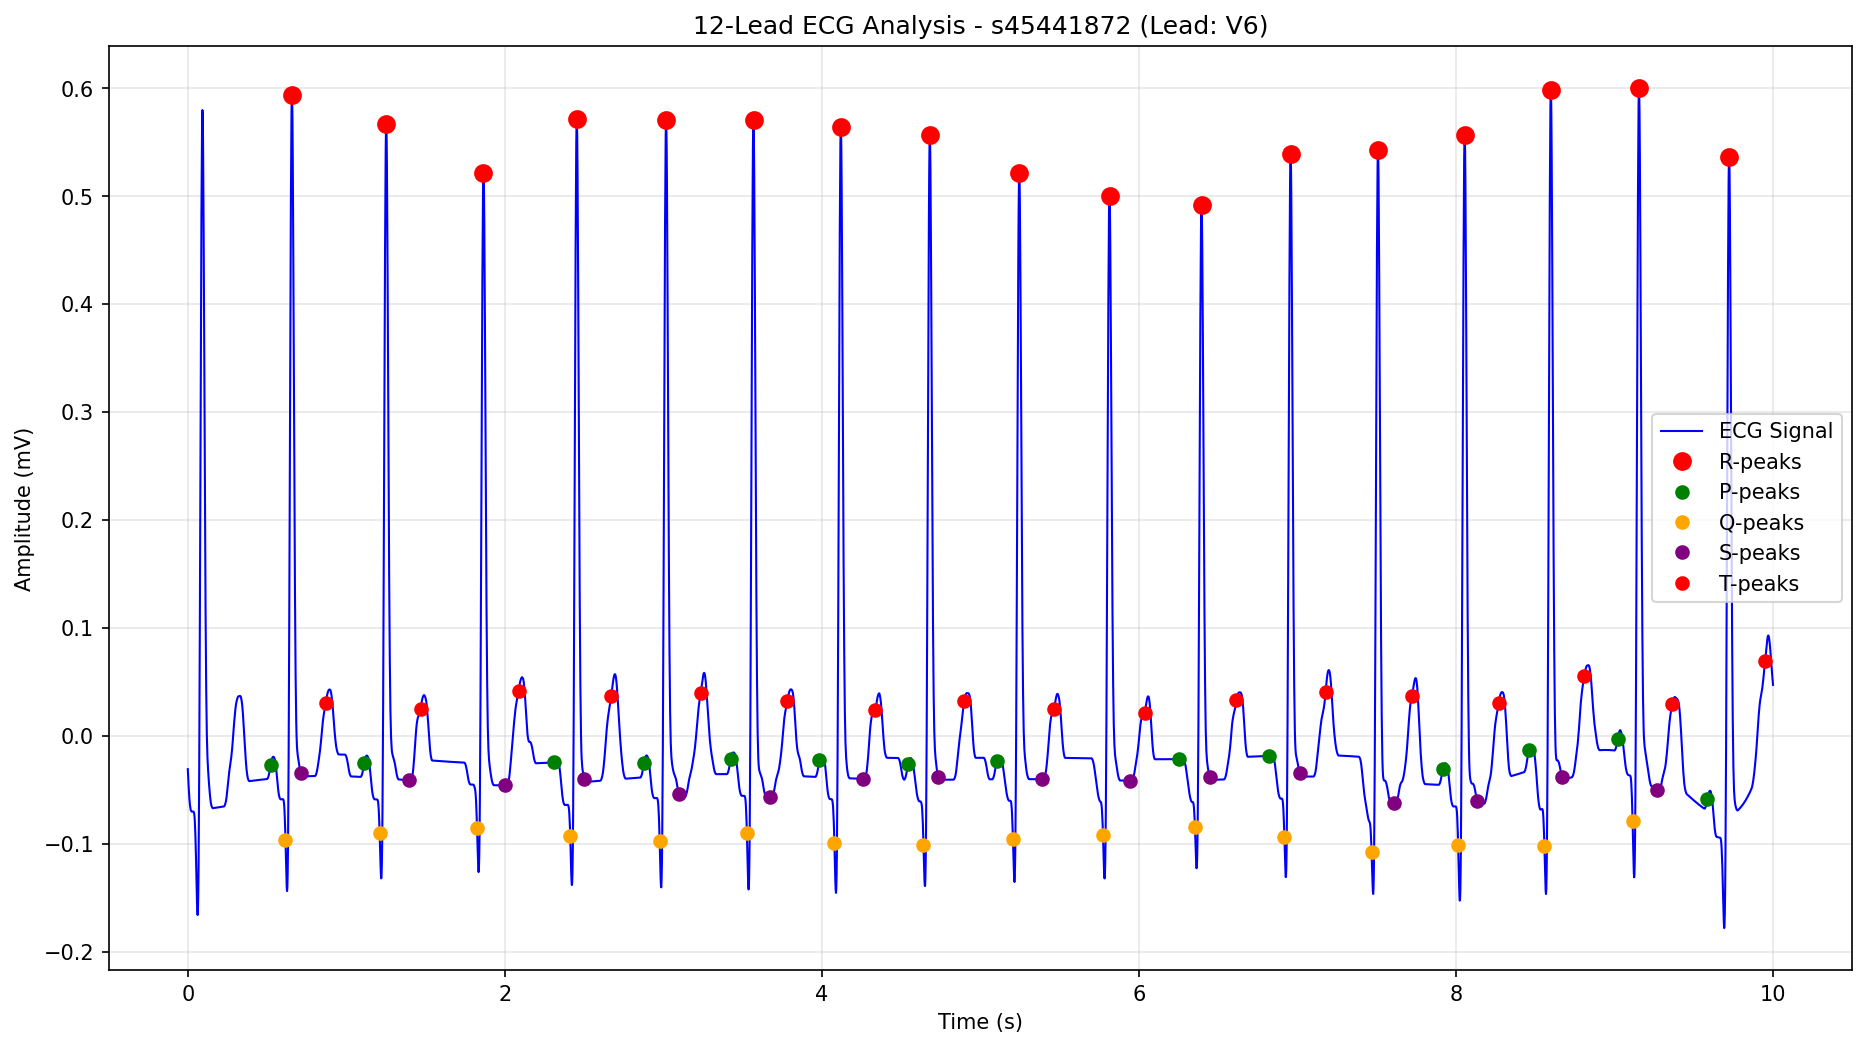 12-Lead ECG Analysis - s45441872 (Lead: V6)
Amplitude (mV)
0.6
0.5
0.4
0.3
0.2
0.1
0.0
−0.1
−0.2
ECG Signal
R-peaks
P-peaks
Q-peaks
S-peaks
T-peaks
0 2 4 6 8 10
Time (s)